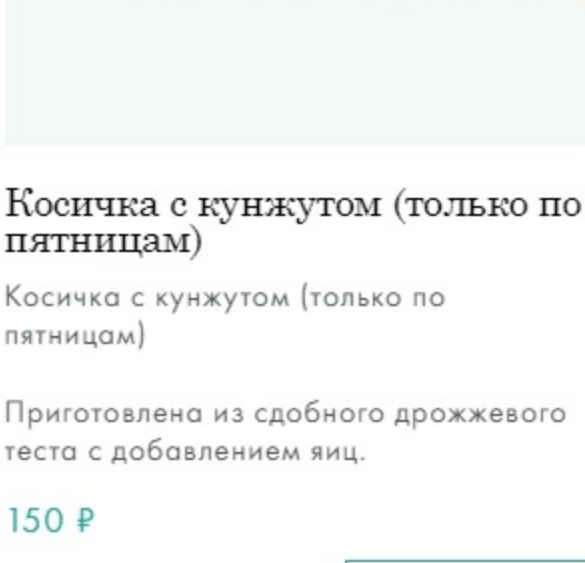 Косичка с кунжутом (только по
пятницам)
Косичка с кунжутом (только по
пятницам)
Приготовлена из сдобного дрожжевого
теста с добавлением яиц.
150 ₽